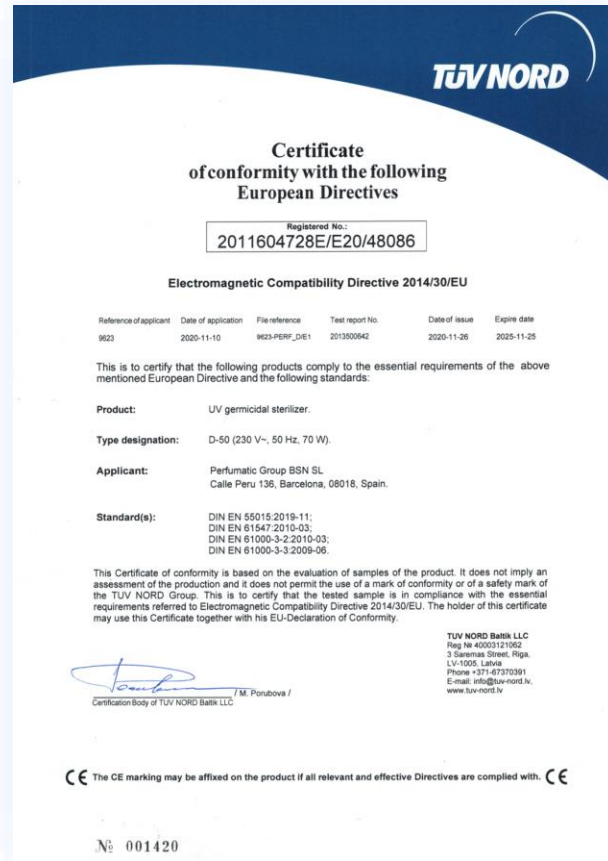 TÜV NORD
Certificate
of conformity with the following
European Directives
Registered No.:
2011604728E/E20/48086
Electromagnetic Compatibility Directive 2014/30/EU
Reference of applicant Date of application File reference Test report No. Date of issue Expire date
9623 2020-11-10 9623-PERF_D/E1 2013500642 2020-11-26 2025-11-25
This is to certify that the following products comply to the essential requirements of the above
mentioned European Directive and the following standards:
Product: UV germicidal sterilizer.
Type designation: D-50 (230 V~, 50 Hz, 70 W).
Applicant: Perfumatic Group BSN SL
Calle Peru 136, Barcelona, 08018, Spain.
Standard(s): DIN EN 55015:2019-11;
DIN EN 61547:2010-03;
DIN EN 61000-3-2:2010-03;
DIN EN 61000-3-3:2009-06.
This Certificate of conformity is based on the evaluation of samples of the product. It does not imply an
assessment of the production and it does not permit the use of a mark of conformity or of a safety mark of
the TUV NORD Group. This is to certify that the tested sample is in compliance with the essential
requirements referred to Electromagnetic Compatibility Directive 2014/30/EU. The holder of this certificate
may use this Certificate together with his EU-Declaration of Conformity.
TUV NORD Baltik LLC
Reg № 40003121062
3 Saremas Street, Riga,
LV-1005, Latvia
Phone +371-67370391
E-mail: info@tuv-nord.lv,
www.tuv-nord.lv
/ M. Porubova /
Certification Body of TUV NORD Baltik LLC
CE The CE marking may be affixed on the product if all relevant and effective Directives are complied with. CE
№ 001420